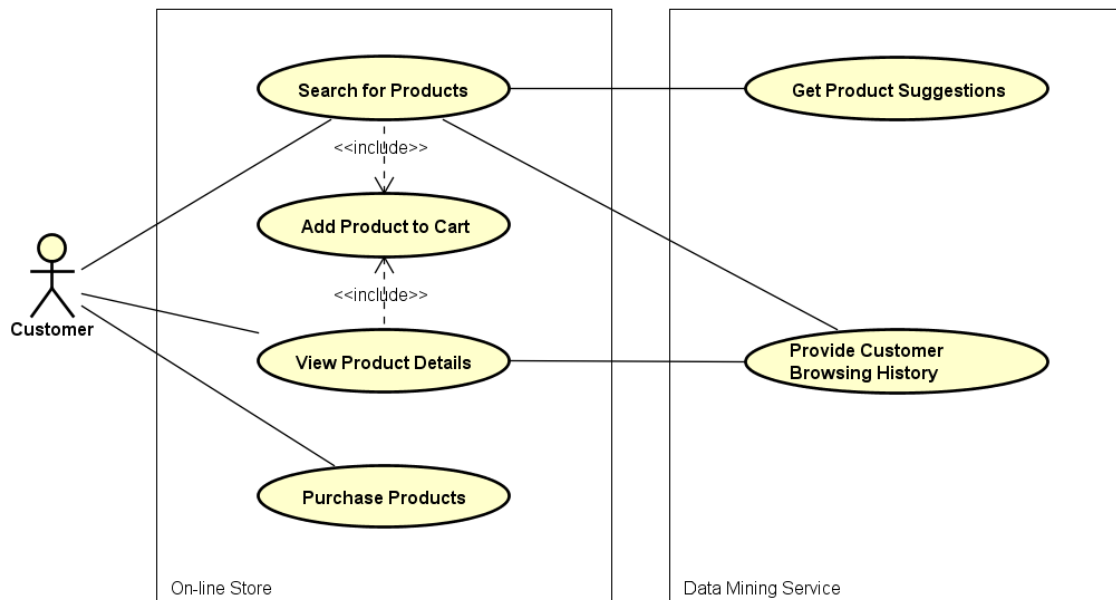 Search for Products
Get Product Suggestions
<<include>>
Add Product to Cart
<<include>>
Customer
View Product Details
Provide Customer
Browsing History
Purchase Products
On-line Store
Data Mining Service